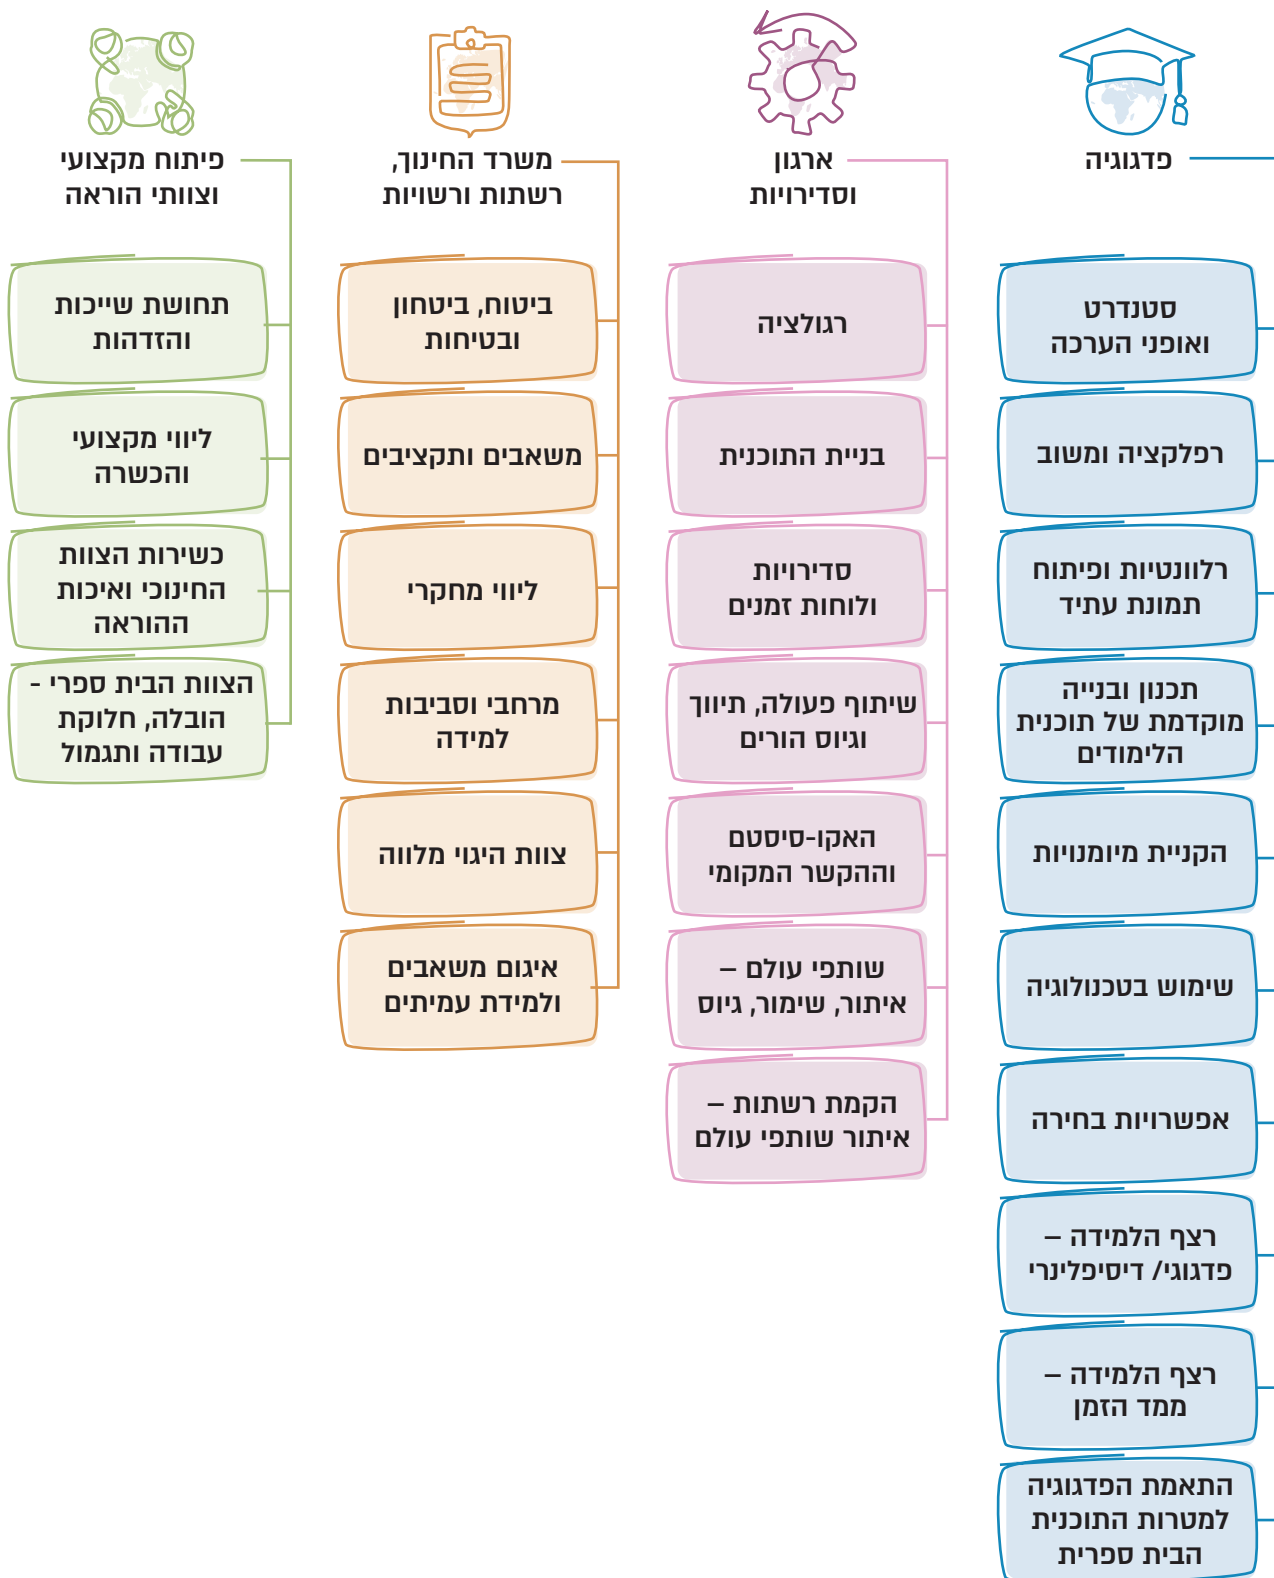 פדגוגיה
סטנדרט
ואופני הערכה
רפלקציה ומשוב
רלוונטיות ופיתוח
תמונת עתיד
תכנון ובנייה
מוקדמת של תוכנית
הלימודים
הקניית מיומנויות
שימוש בטכנולוגיה
אפשרויות בחירה
רצף הלמידה –
פדגוגי/ דיסיפלינרי
רצף הלמידה –
ממד הזמן
התאמת הפדגוגיה
למטרות התוכנית
הבית ספרית
ארגון
וסדירויות
רגולציה
בניית התוכנית
סדירויות
ולוחות זמנים
שיתוף פעולה, תיווך
וגיוס הורים
האקו-סיסטם
וההקשר המקומי
שותפי עולם –
איתור, שימור, גיוס
הקמת רשתות –
איתור שותפי עולם
משרד החינוך,
רשתות ורשויות
ביטוח, ביטחון
ובטיחות
משאבים ותקציבים
ליווי מחקרי
מרחבי וסביבות
למידה
צוות היגוי מלווה
איגום משאבים
ולמידת עמיתים
פיתוח מקצועי
וצוותי הוראה
תחושת שייכות
והזדהות
ליווי מקצועי
והכשרה
כשירות הצוות
החינוכי ואיכות
ההוראה
הצוות הבית ספרי -
הובלה, חלוקת
עבודה ותגמול